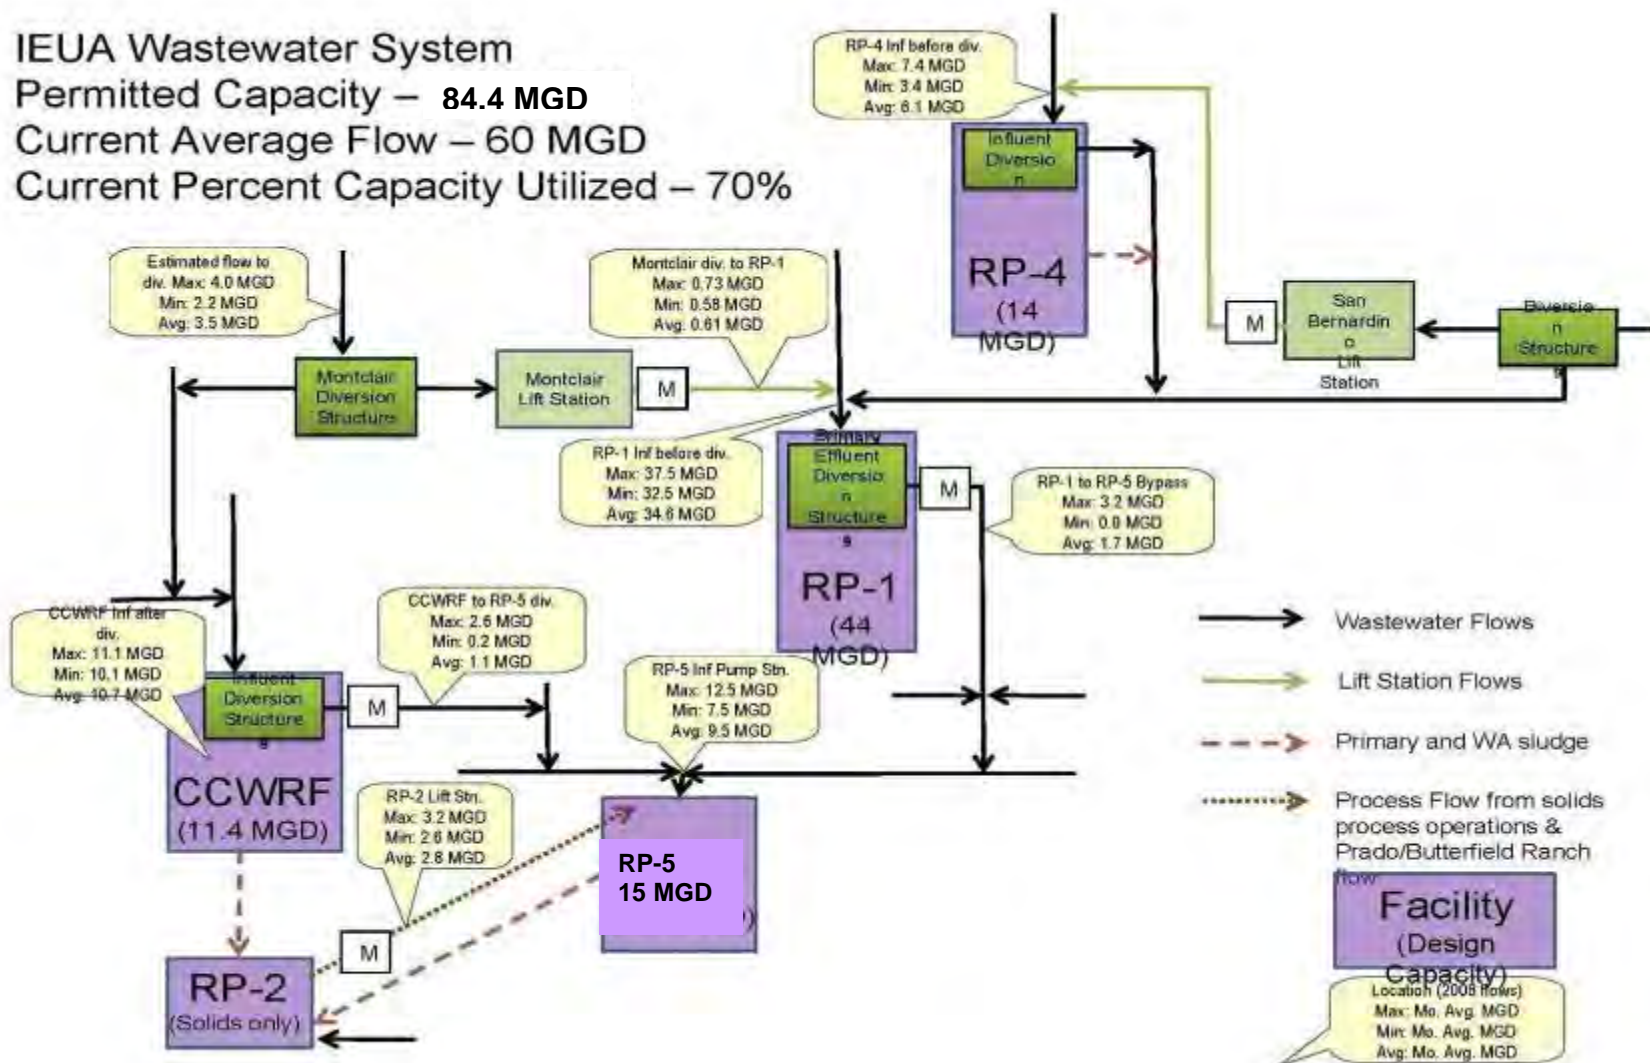 IEUA Wastewater System
Permitted Capacity – 84.4 MGD
Current Average Flow – 60 MGD
Current Percent Capacity Utilized – 70%
RP-4 Inf before div.
Max: 7.4 MGD
Min: 3.4 MGD
Avg: 6.1 MGD
Influent
Diversio
n
RP-4
(14
MGD)
Estimated flow to
div. Max: 4.0 MGD
Min: 2.2 MGD
Avg: 3.5 MGD
Montclair div. to RP-1
Max: 0.73 MGD
Min: 0.58 MGD
Avg: 0.61 MGD
M
San
Bernardin
o
Lift
Station
Diversio
n
Structure
Montclair
Diversion
Structure
Montclair
Lift Station
M
RP-1 Inf before div.
Max: 37.5 MGD
Min: 32.5 MGD
Avg: 34.6 MGD
Primary
Effluent
Diversio
n
Structure
M
RP-1
(44
MGD)
RP-1 to RP-5 Bypass
Max: 3.2 MGD
Min: 0.0 MGD
Avg: 1.7 MGD
CCWRF Inf after
div.
Max: 11.1 MGD
Min: 10.1 MGD
Avg: 10.7 MGD
CCWRF to RP-5 div.
Max: 2.6 MGD
Min: 0.2 MGD
Avg: 1.1 MGD
RP-5 Inf Pump Stn.
Max: 12.5 MGD
Min: 7.5 MGD
Avg: 9.5 MGD
Influent
Diversion
Structure
M
CCWRF
(11.4 MGD)
RP-2 Lift Stn.
Max: 3.2 MGD
Min: 2.6 MGD
Avg: 2.8 MGD
RP-5
15 MGD
)
M
RP-2
(Solids only)
Wastewater Flows
Lift Station Flows
Primary and WA sludge
Process Flow from solids
process operations &
Prado/Butterfield Ranch
flow
Facility
(Design
Capacity)
Location (2008 flows)
Max: Mo. Avg. MGD
Min: Mo. Avg. MGD
Avg: Mo. Avg. MGD